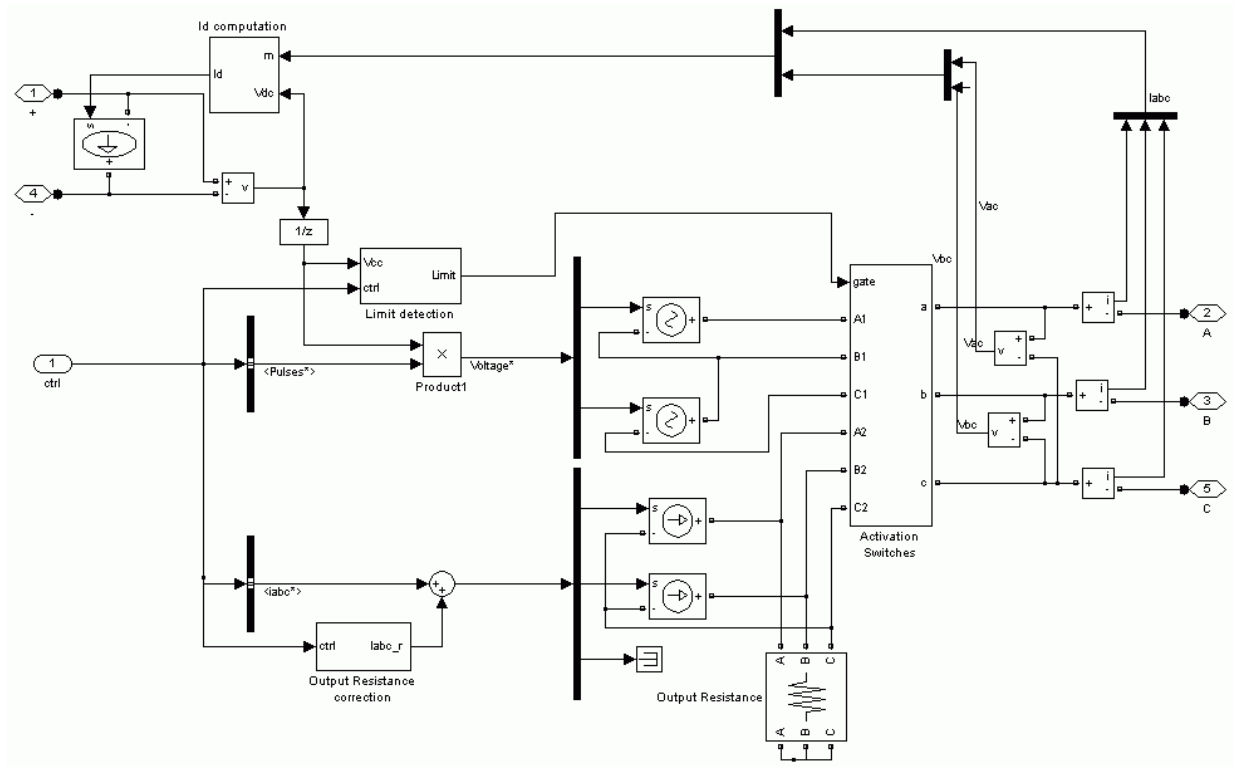 Id computation
m
Id
Vdc
1
+
s
-
+
4
-
+
-
v
1/z
Vcc
ctrl
Limit
Limit detection
1
ctrl
<Pulses*>
×
Product1
Voltage*
s
-
+
s
-
+
gate
A1
B1
C1
A2
B2
C2
a
b
c
Activation
Switches
Iabc
Vac
Vbc
Vac
+
-
v
Vbc
+
-
v
+
i
-
2
A
+
i
-
3
B
+
i
-
5
C
<iabc*>
+
+
ctrl
Iabc_r
Output Resistance
correction
s
-
+
s
-
+
Output Resistance
A
B
C
A
B
C